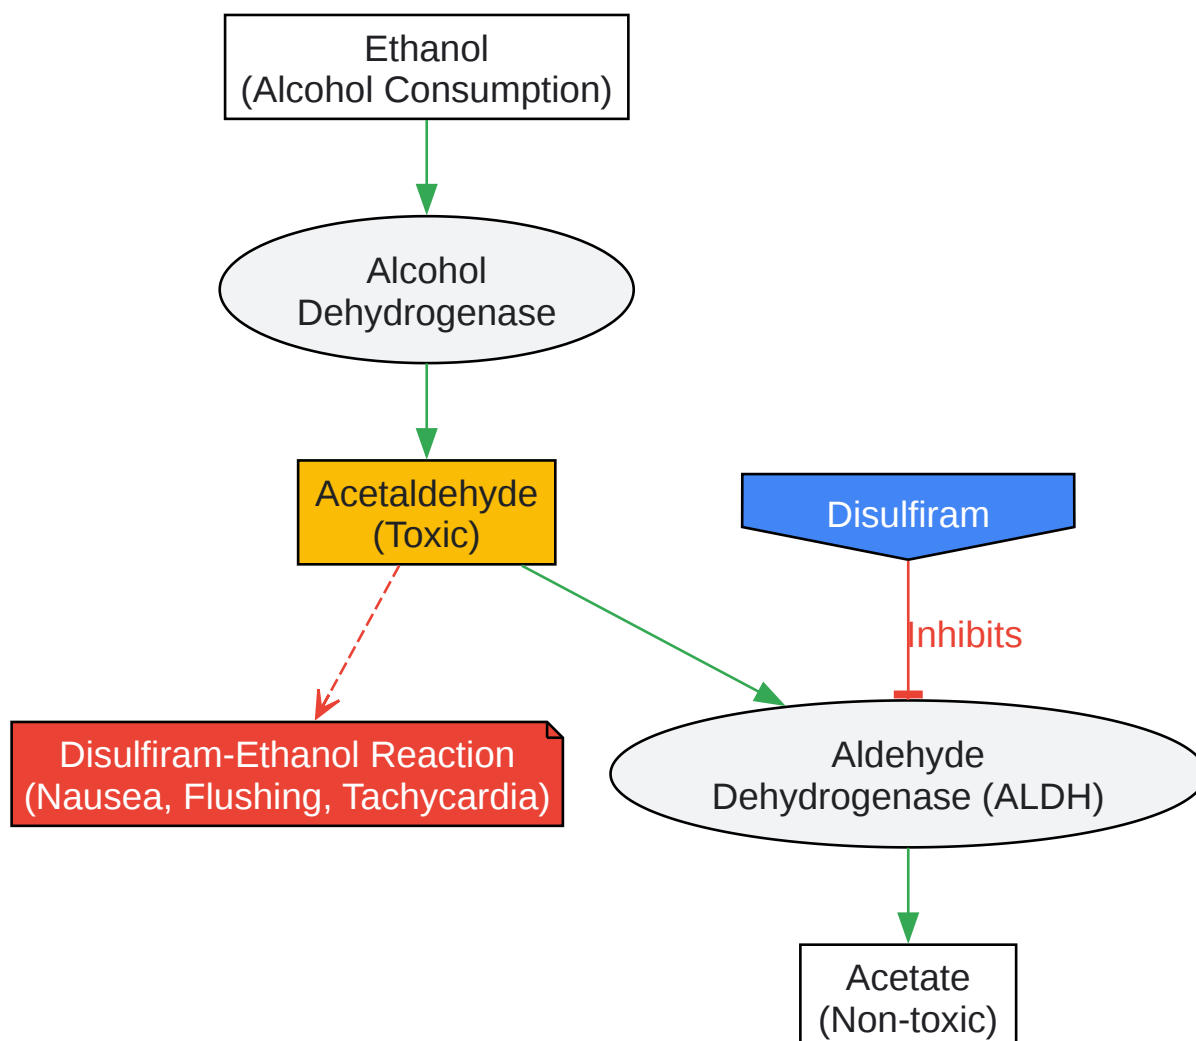 Ethanol
(Alcohol Consumption)
Alcohol
Dehydrogenase
Acetaldehyde
(Toxic)
Disulfiram
Inhibits
Disulfiram-Ethanol Reaction
(Nausea, Flushing, Tachycardia)
Aldehyde
Dehydrogenase (ALDH)
Acetate
(Non-toxic)